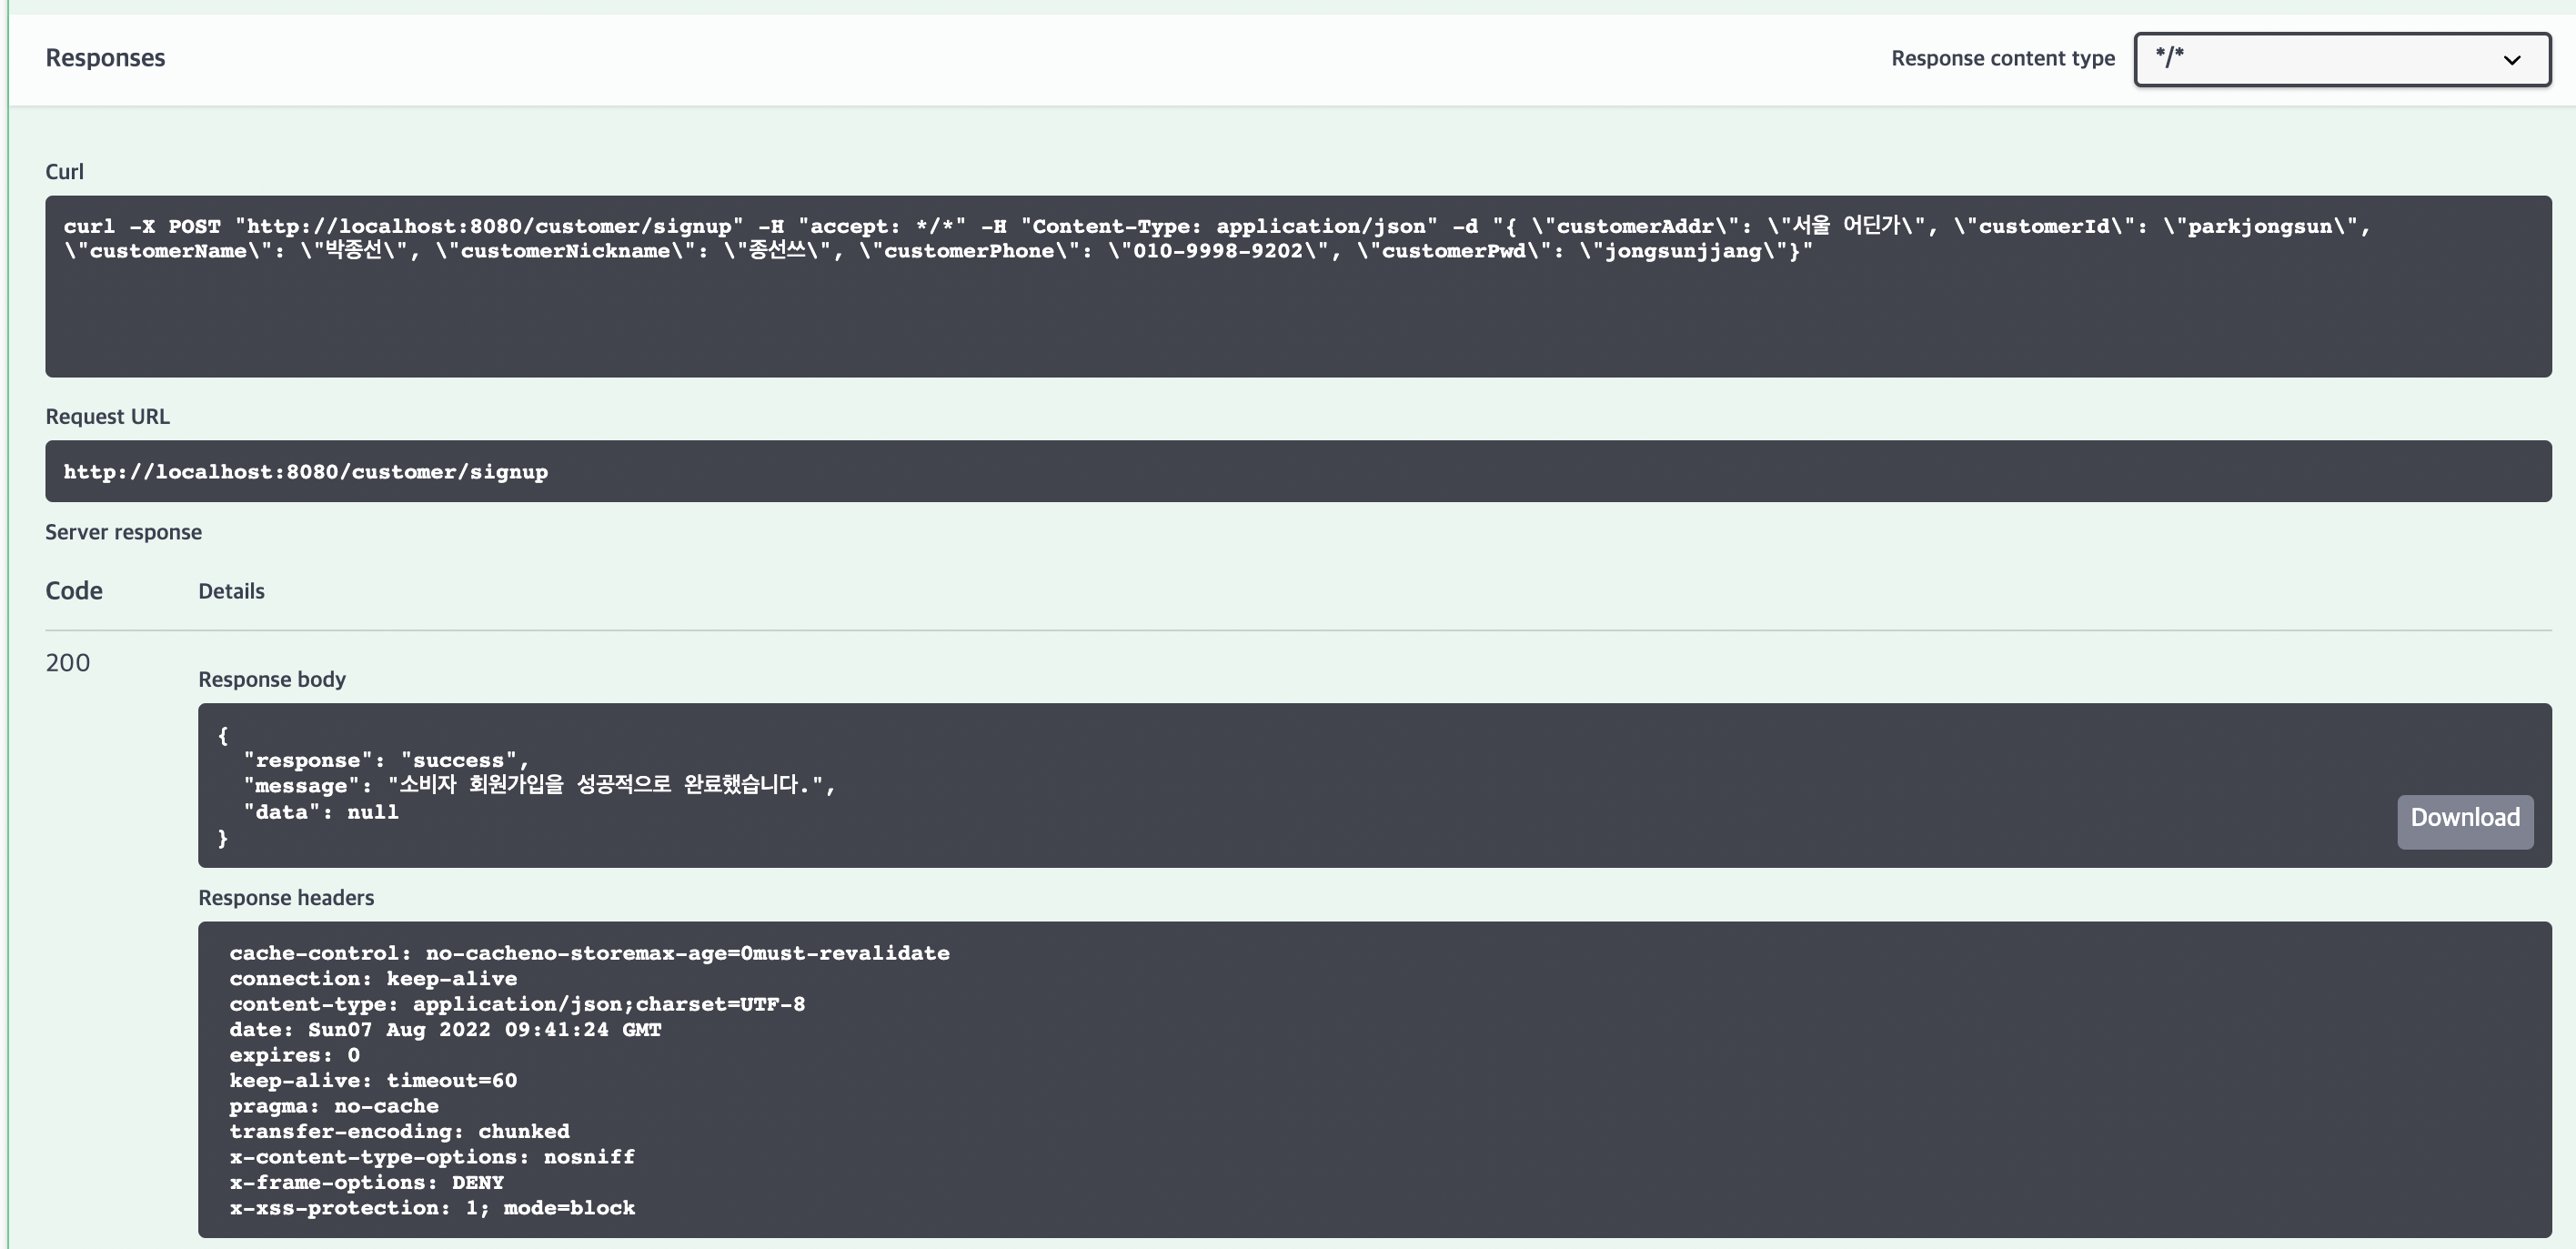 Responses
Response content type */*
Curl
curl -X POST "http://localhost:8080/customer/signup" -H "accept: */*" -H "Content-Type: application/json" -d "{ \"customerAddr\": \"서울 어딘가\", \"customerId\": \"parkjongsun\",
\"customerName\": \"박종선\", \"customerNickname\": \"종선쓰\", \"customerPhone\": \"010-9998-9202\", \"customerPwd\": \"jongsunjjang\"}"
Request URL
http://localhost:8080/customer/signup
Server response
Code Details
200
Response body
{
"response": "success",
"message": "소비자 회원가입을 성공적으로 완료했습니다.",
"data": null
}
Download
Response headers
cache-control: no-cacheno-storemax-age=0must-revalidate
connection: keep-alive
content-type: application/json;charset=UTF-8
date: Sun07 Aug 2022 09:41:24 GMT
expires: 0
keep-alive: timeout=60
pragma: no-cache
transfer-encoding: chunked
x-content-type-options: nosniff
x-frame-options: DENY
x-xss-protection: 1; mode=block